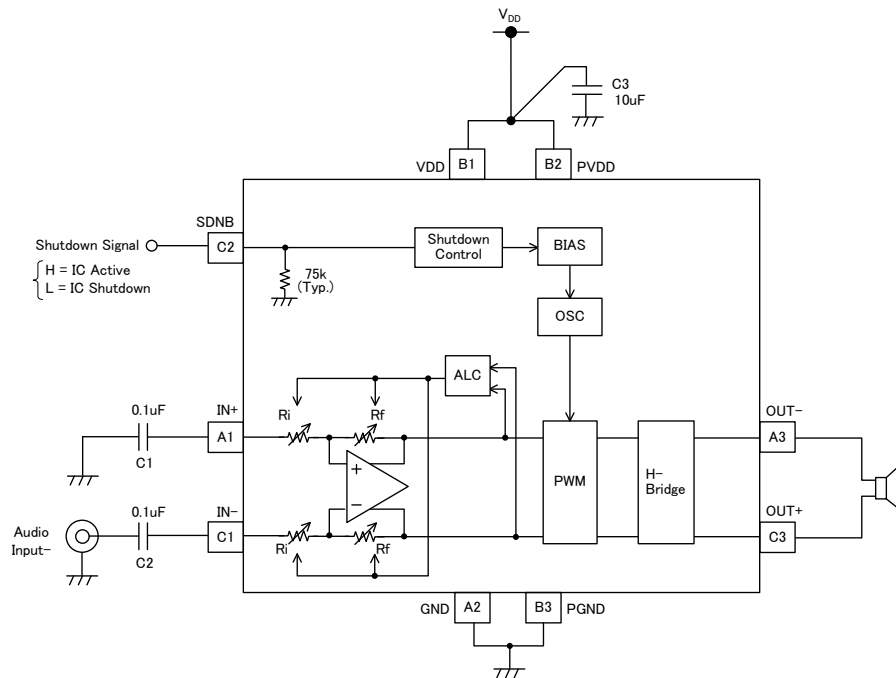 VDD
C3
10uF
VDD
B1
B2
PVDD
SDNB
Shutdown Signal
C2
H = IC Active
L = IC Shutdown
75k
(Typ.)
Shutdown
Control
BIAS
OSC
ALC
0.1uF
IN+
Ri
Rf
OUT-
A1
A3
C1
+
PWM
H-
Bridge
-
0.1uF
IN-
OUT+
Audio
Input-
C1
Ri
Rf
C3
C2
GND
A2
B3
PGND